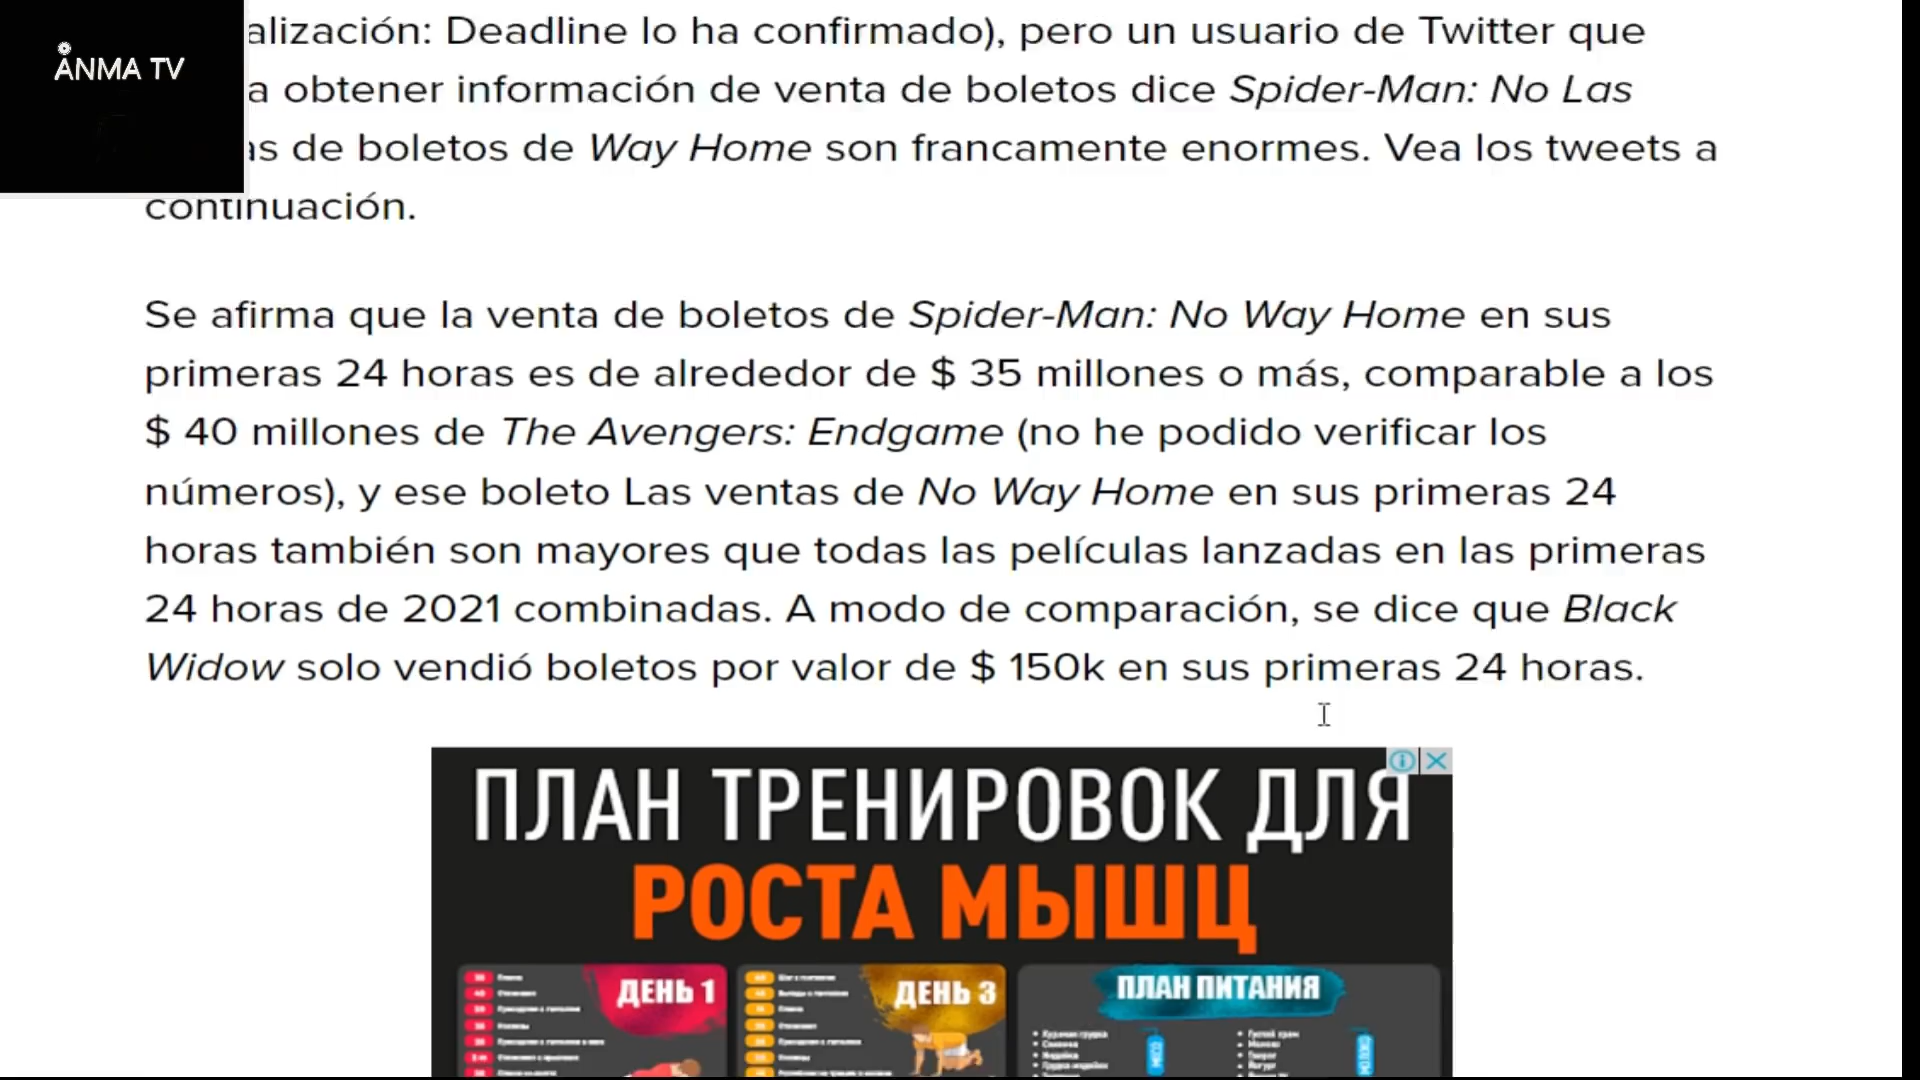 ANMA TV
alización: Deadline lo ha confirmado), pero un usuario de Twitter que
a obtener información de venta de boletos dice Spider-Man: No Las
as de boletos de Way Home son francamente enormes. Vea los tweets a
continuación.
Se afirma que la venta de boletos de Spider-Man: No Way Home en sus
primeras 24 horas es de alrededor de $ 35 millones o más, comparable a los
$ 40 millones de The Avengers: Endgame (no he podido verificar los
números), y ese boleto Las ventas de No Way Home en sus primeras 24
horas también son mayores que todas las películas lanzadas en las primeras
24 horas de 2021 combinadas. A modo de comparación, se dice que Black
Widow solo vendió boletos por valor de $ 150k en sus primeras 24 horas.
ПЛАН ТРЕНИРОВОК ДЛЯ
РОСТА МЫШЦ
ДЕНЬ 1
ДЕНЬ 3
ПЛАН ПИТАНИЯ